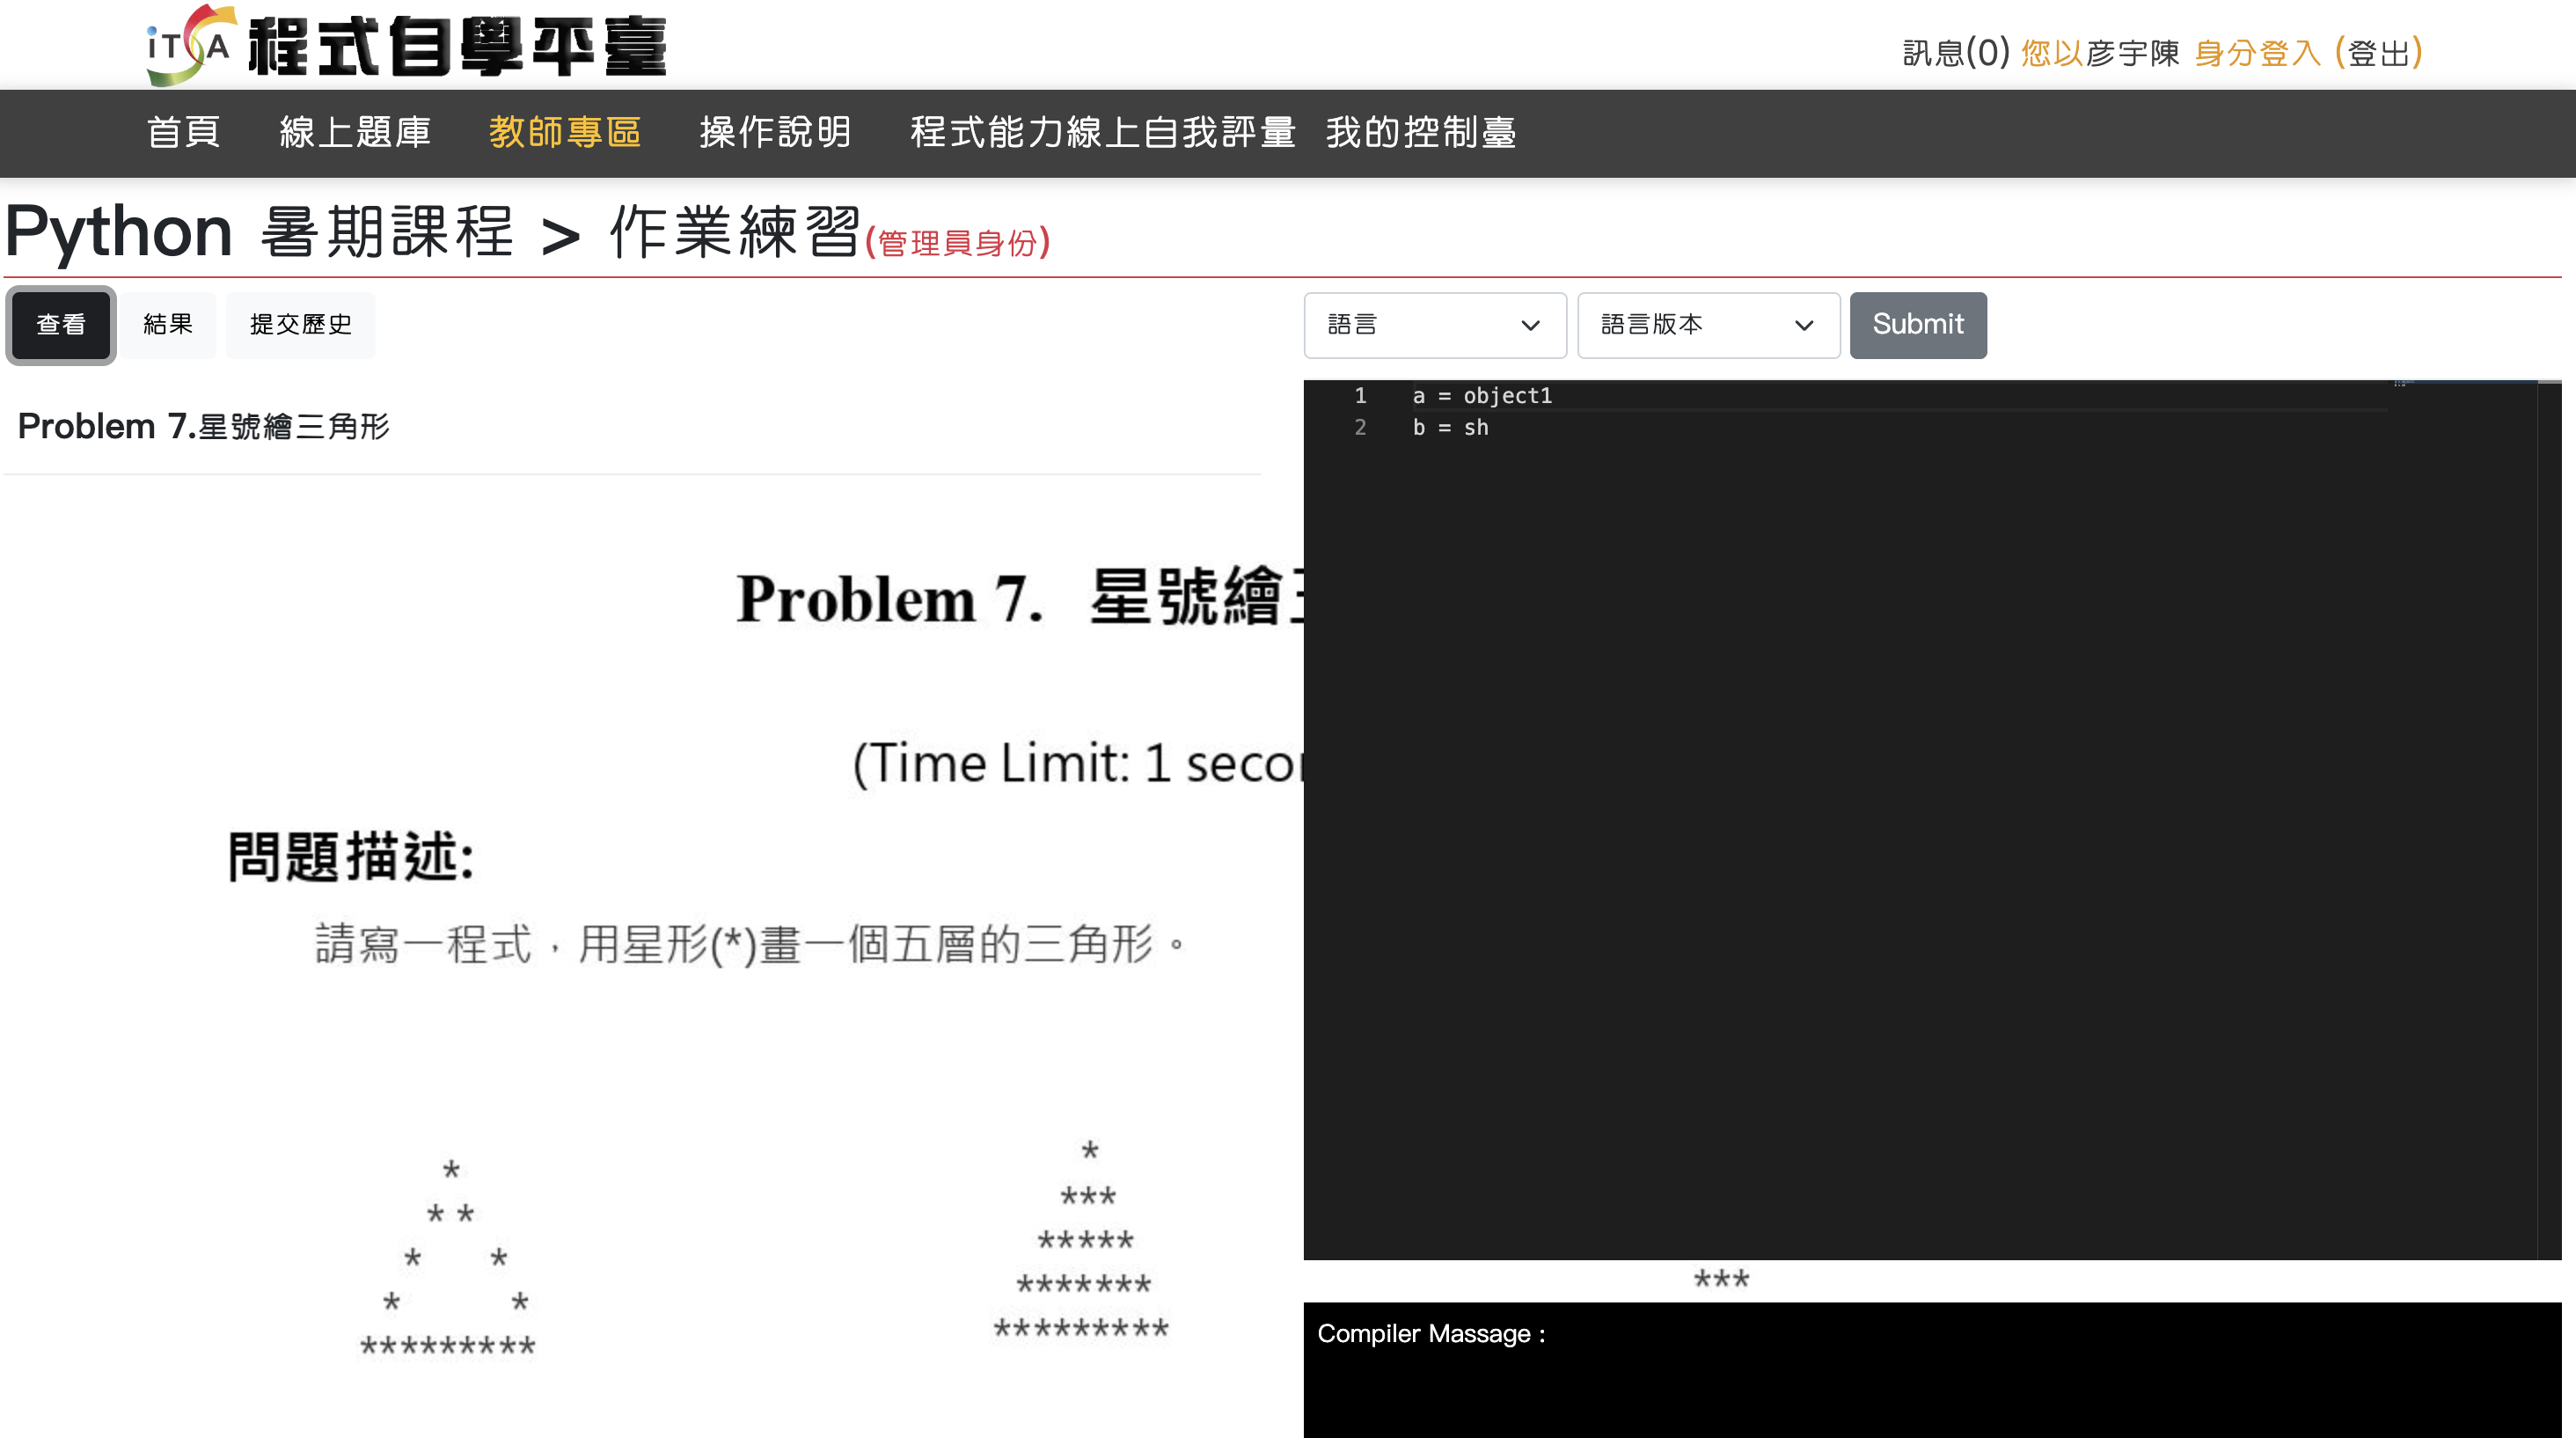 iTSA 程式自學平臺
訊息(0) 您以彥宇陳 身分登入 (登出)
首頁 線上題庫 教師專區 操作說明 程式能力線上自我評量 我的控制臺
Python 暑期課程 > 作業練習(管理員身份)
查看 結果 提交歷史
語言 語言版本 Submit
Problem 7.星號繪三角形
1 a = object1
2 b = sh
Problem 7. 星號繪
(Time Limit: 1 secon
問題描述:
請寫一程式，用星形(*)畫一個五層的三角形。
*
* *
* *
* *
*********
*
***
*****
*******
*********
***
Compiler Massage :